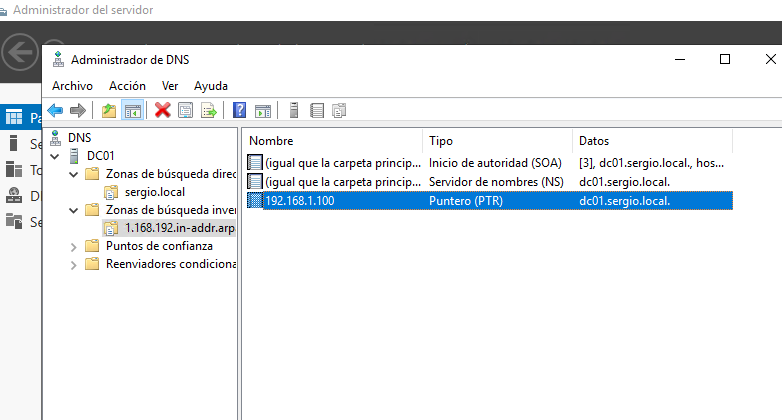 Administrador del servidor
Administrador de DNS
Archivo Acción Ver Ayuda
DNS
DC01
Zonas de búsqueda direc
sergio.local
Zonas de búsqueda inver
1.168.192.in-addr.arp
Puntos de confianza
Reenviadores condiciona
Nombre Tipo Datos
(igual que la carpeta princip... Inicio de autoridad (SOA) [3], dc01.sergio.local., hos...
(igual que la carpeta princip... Servidor de nombres (NS) dc01.sergio.local.
192.168.1.100 Puntero (PTR) dc01.sergio.local.
Pa
Se
To
Se